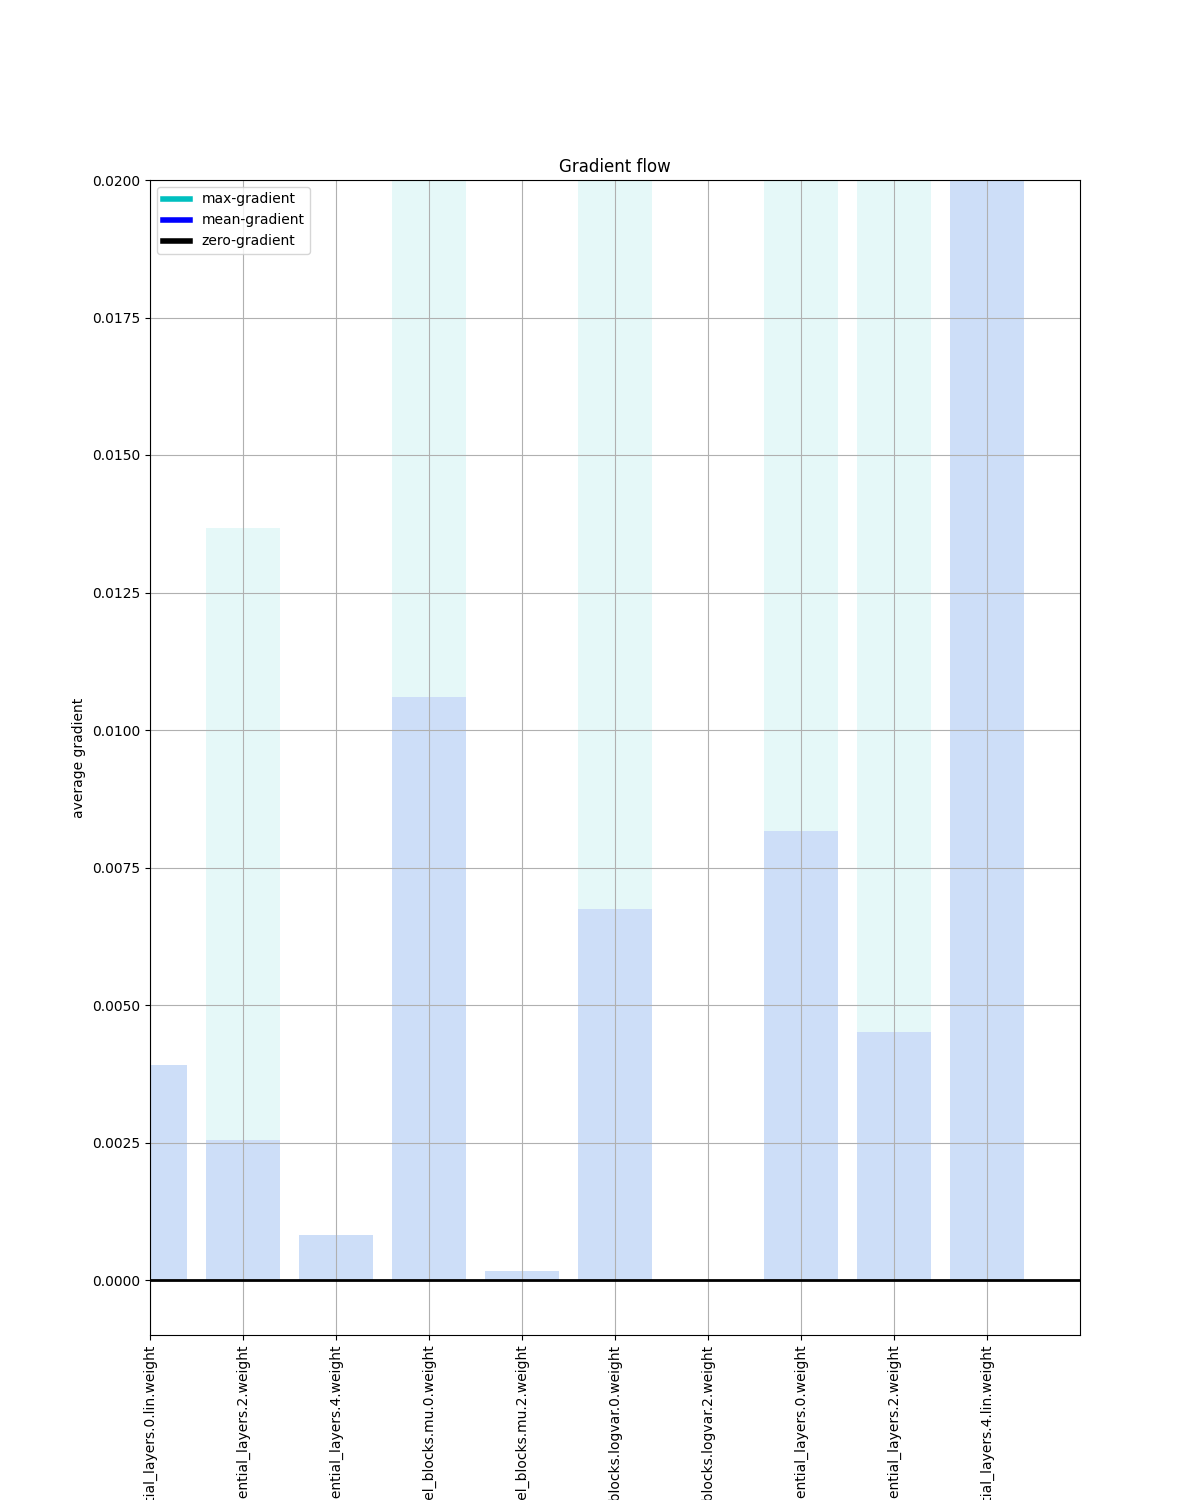 Gradient flow
max-gradient
mean-gradient
zero-gradient
0.0200
0.0175
0.0150
0.0125
0.0100
0.0075
0.0050
0.0025
0.0000
average gradient
tial_layers.0.lin.weight
ential_layers.2.weight
ential_layers.4.weight
el_blocks.mu.0.weight
el_blocks.mu.2.weight
blocks.logvar.0.weight
blocks.logvar.2.weight
ential_layers.0.weight
ential_layers.2.weight
tial_layers.4.lin.weight